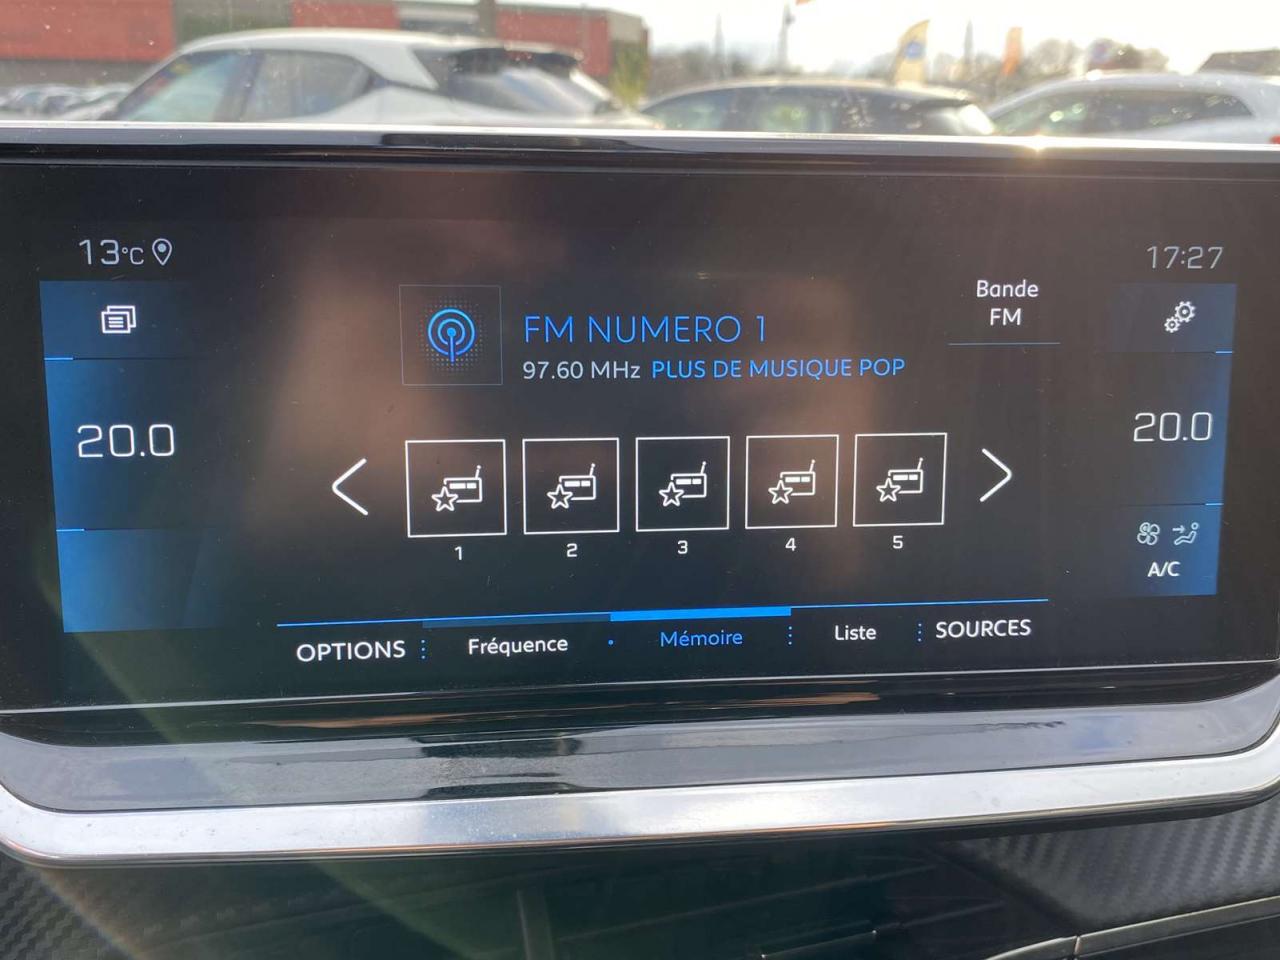 13°C
17:27
Bande
FM
FM NUMERO 1
97.60 MHz PLUS DE MUSIQUE POP
20.0
20.0
1 2 3 4 5
A/C
OPTIONS Fréquence Mémoire Liste SOURCES